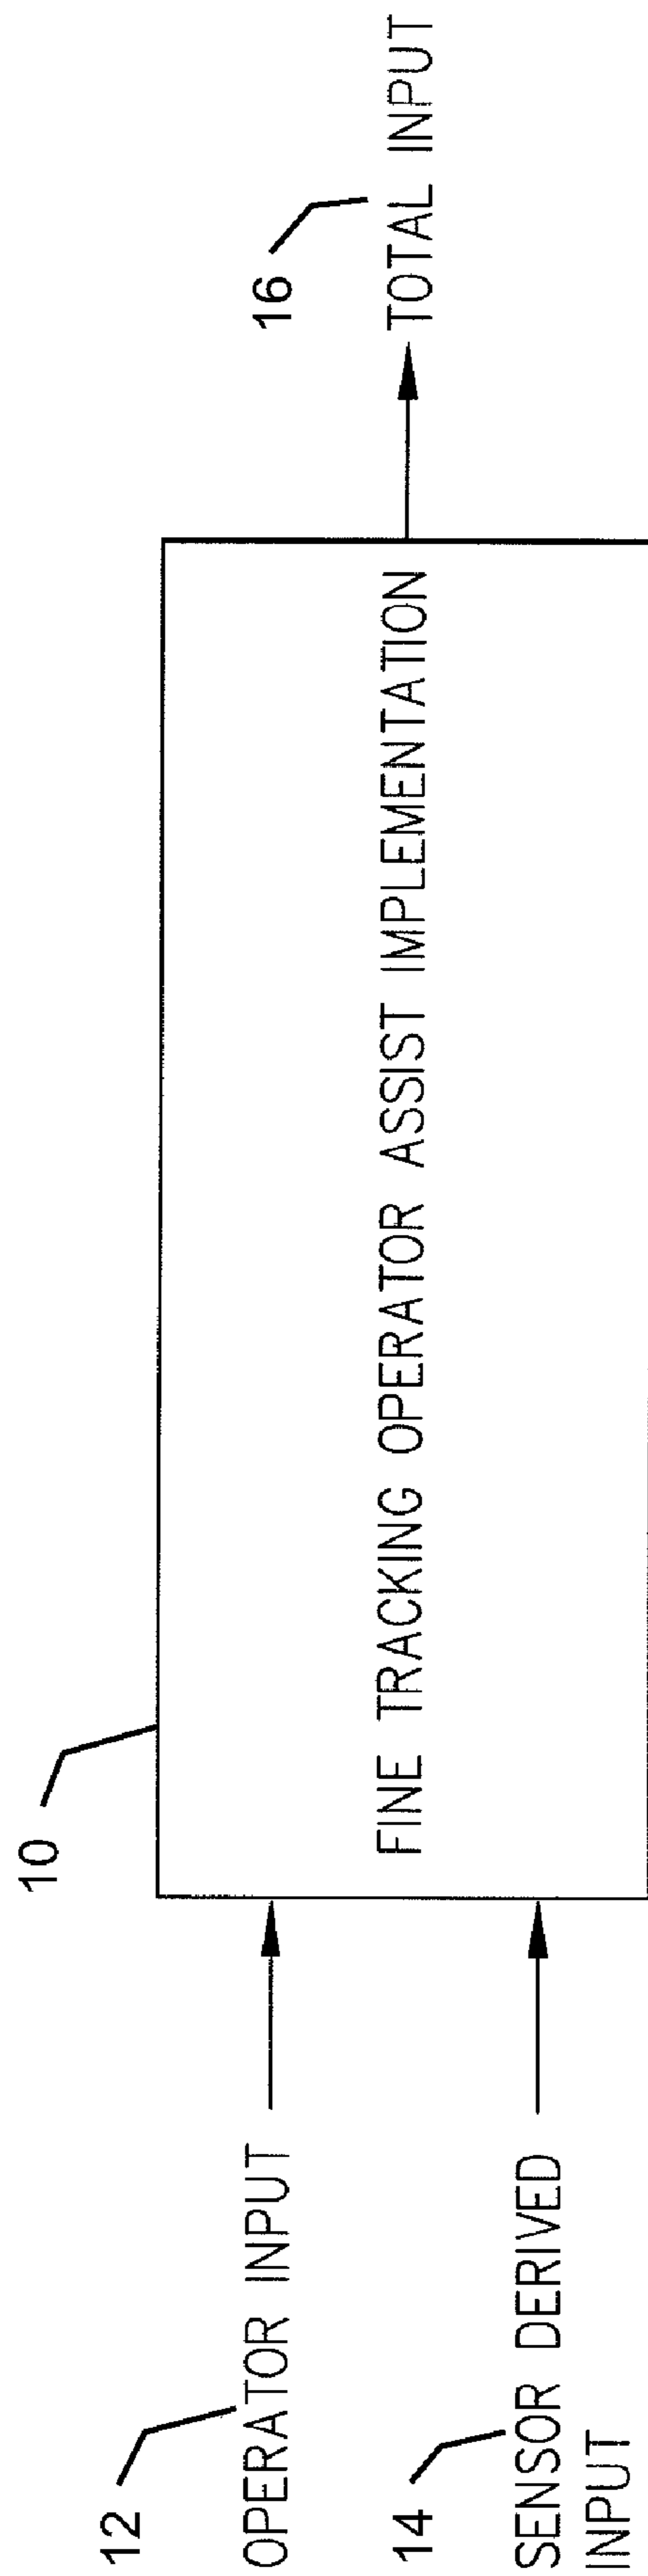 10
12
OPERATOR INPUT
14
SENSOR DERIVED
INPUT
FINE TRACKING OPERATOR ASSIST IMPLEMENTATION
16
TOTAL INPUT